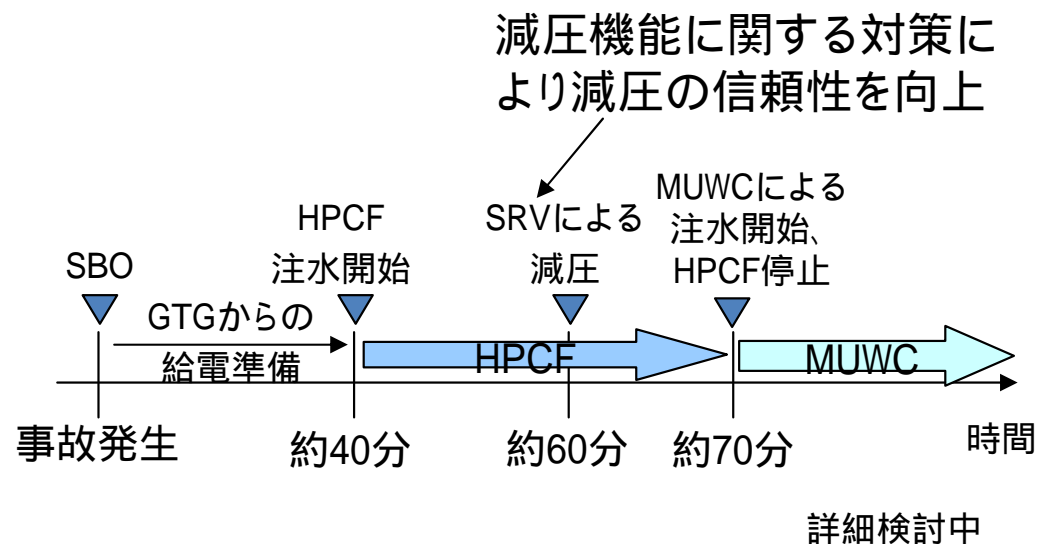 減圧機能に関する対策に
より減圧の信頼性を向上
SBO
HPCF
注水開始
SRVによる
減圧
MUWCによる
注水開始、
HPCF停止
GTGからの
給電準備
HPCF
MUWC
事故発生
約40分
約60分
約70分
時間
詳細検討中